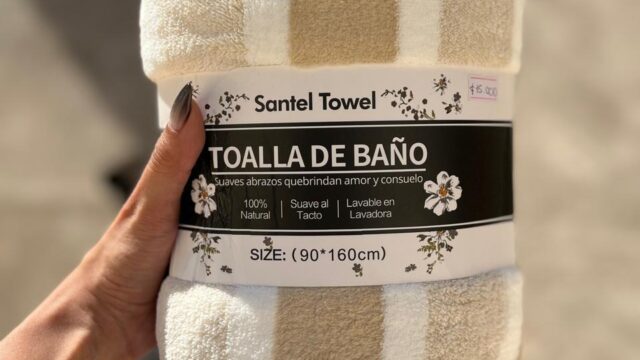 Santel Towel
$15.000
TOALLA DE BAÑO
Suaves abrazos quebrindan amor y consuelo
100%
Natural
Suave al
Tacto
Lavable en
Lavadora
SIZE: (90*160cm)